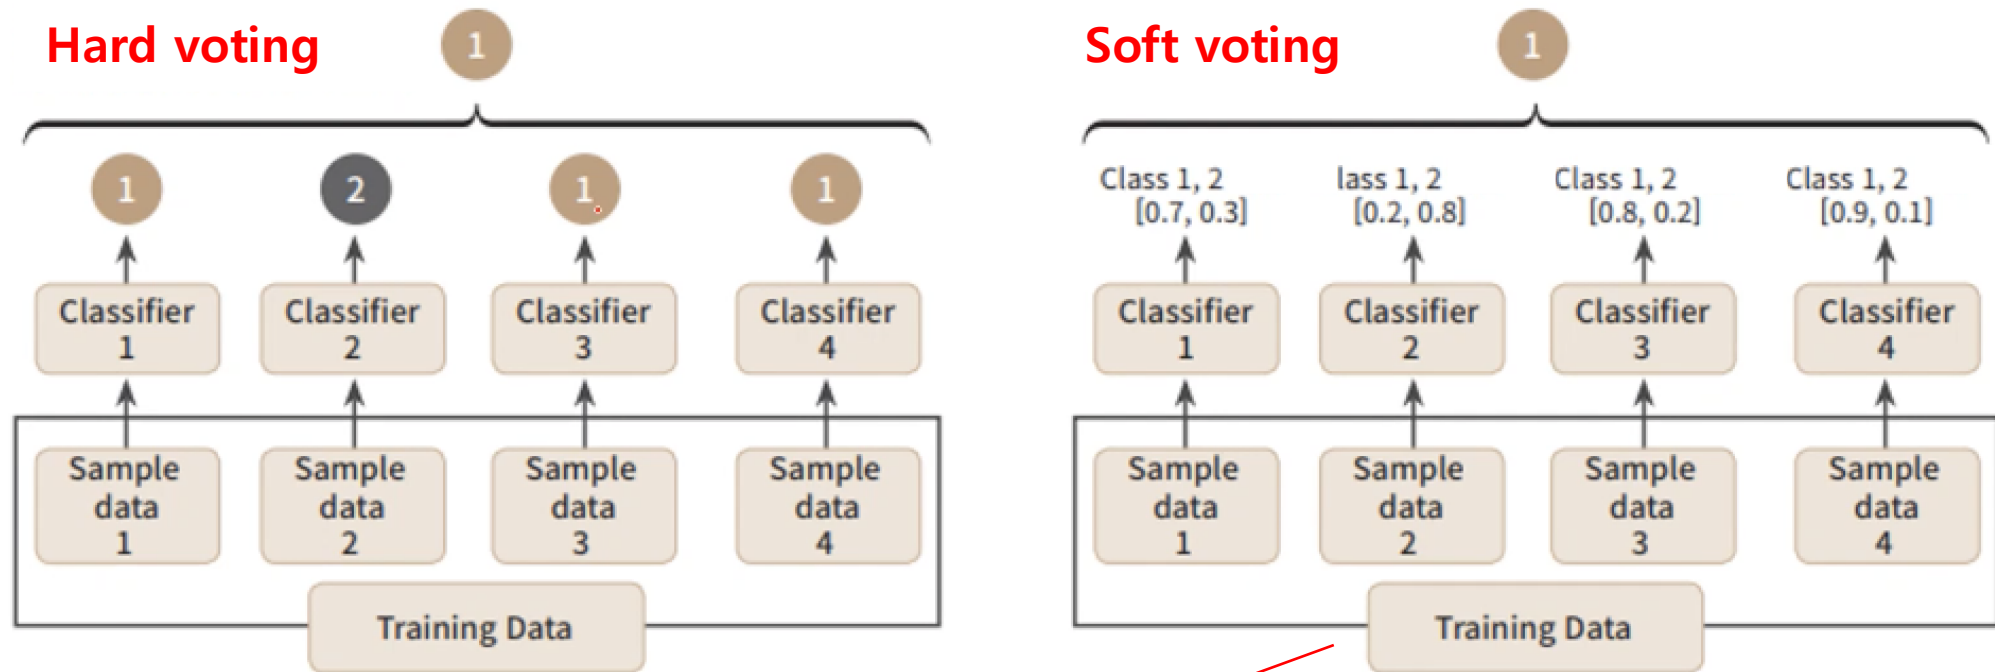 Hard voting
1
1
2
1
1
Classifier
1
Classifier
2
Classifier
3
Classifier
4
Sample
data
1
Sample
data
2
Sample
data
3
Sample
data
4
Training Data
Soft voting
1
Class 1, 2
[0.7, 0.3]
lass 1, 2
[0.2, 0.8]
Class 1, 2
[0.8, 0.2]
Class 1, 2
[0.9, 0.1]
Classifier
1
Classifier
2
Classifier
3
Classifier
4
Sample
data
1
Sample
data
2
Sample
data
3
Sample
data
4
Training Data